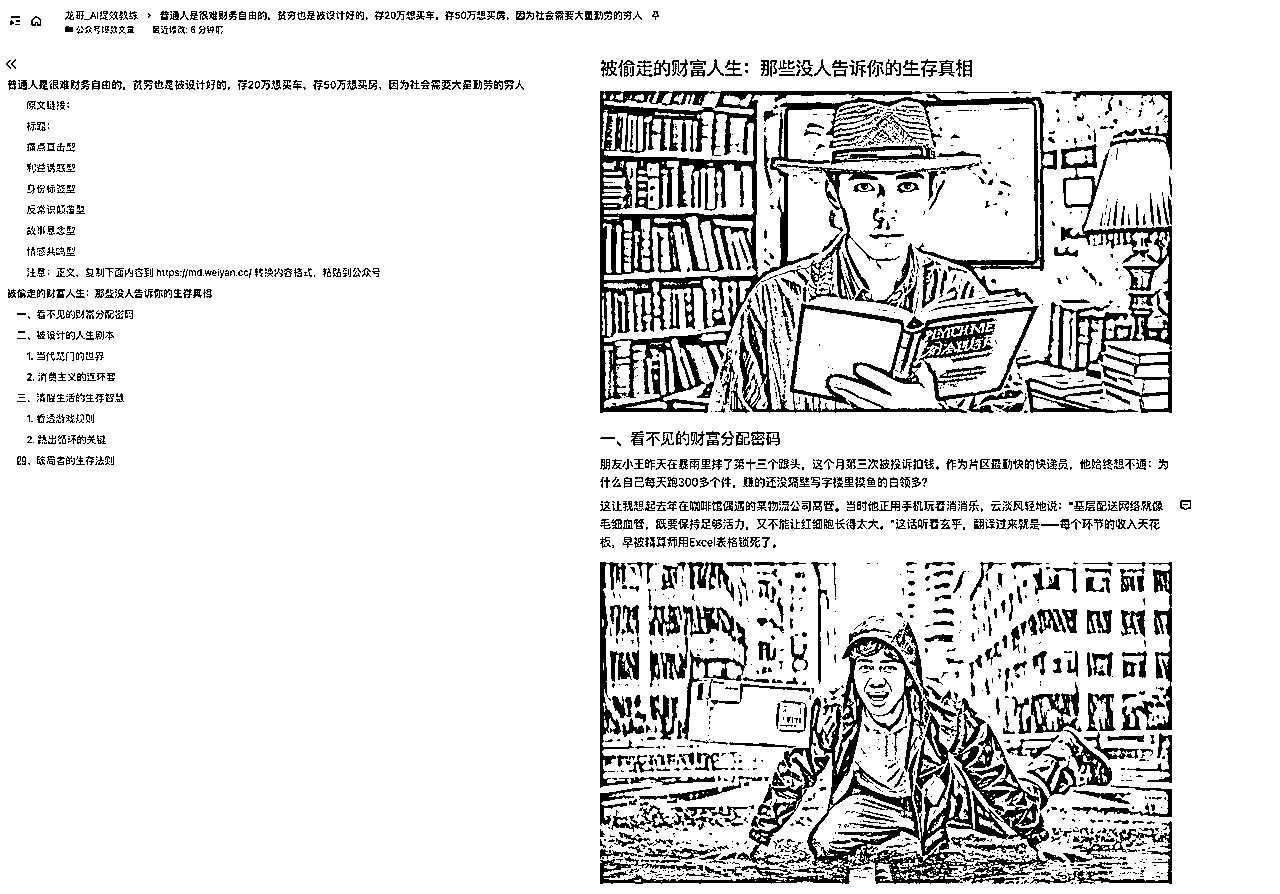 龙哥_AI提效教练 › 普通人是很难财务自由的，贫穷也是被设计好的，存20万想买车，存50万想买房，因为社会需要大量勤劳的穷人
公众号爆款文章 最近修改: 6 分钟前
普通人是很难财务自由的，贫穷也是被设计好的，存20万想买车，存50万想买房，因为社会需要大量勤劳的穷人
原文链接：
标题：
痛点直击型
利益诱惑型
身份标签型
反常识颠覆型
故事悬念型
情感共鸣型
注意：正文、复制下面内容到 https://md.weiyan.cc/ 转换内容格式，粘贴到公众号
被偷走的财富人生：那些没人告诉你的生存真相
一、看不见的财富分配密码
二、被设计的人生剧本
1. 当代楚门的世界
2. 消费主义的连环套
三、清醒生活的生存智慧
1. 看透游戏规则
2. 跳出循环的关键
四、破局者的生存法则
被偷走的财富人生：那些没人告诉你的生存真相
一、看不见的财富分配密码
朋友小王昨天在暴雨里摔了第十三个跟头，这个月第三次被投诉扣钱。作为片区最勤快的快递员，他始终想不通：为
什么自己每天跑300多个件，赚的还没隔壁写字楼里摸鱼的白领多？
这让我想起去年在咖啡馆偶遇的某物流公司高管。当时他正用手机玩着消消乐，云淡风轻地说："基层配送网络就像
毛细血管，既要保持足够活力，又不能让红细胞长得太大。"这话听着玄乎，翻译过来就是——每个环节的收入天花
板，早被精算师用Excel表格锁死了。